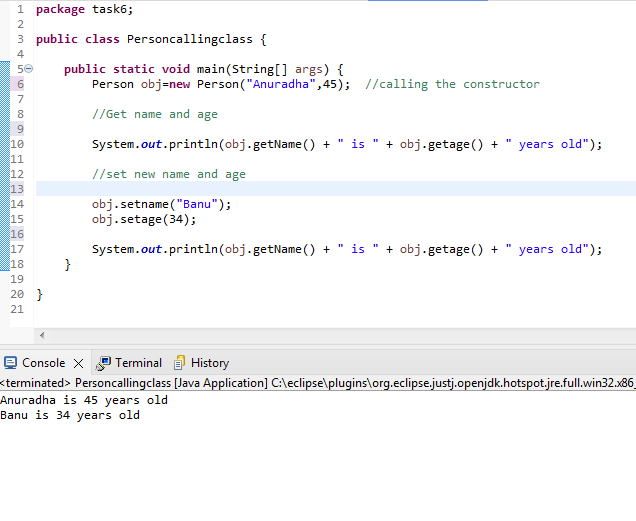 1 package task6;
2
3 public class Personcallingclass {
4
5 public static void main(String[] args) {
6 Person obj=new Person("Anuradha",45);  //calling the constructor
7
8 //Get name and age
9
10 System.out.println(obj.getName() + " is " + obj.getage() + " years old");
11
12 //set new name and age
13
14 obj.setname("Banu");
15 obj.setage(34);
16
17 System.out.println(obj.getName() + " is " + obj.getage() + " years old");
18 }
19
20 }
21
Console Terminal History
<terminated> Personcallingclass [Java Application] C:\eclipse\plugins\org.eclipse.justj.openjdk.hotspot.jre.full.win32.x86_
Anuradha is 45 years old
Banu is 34 years old